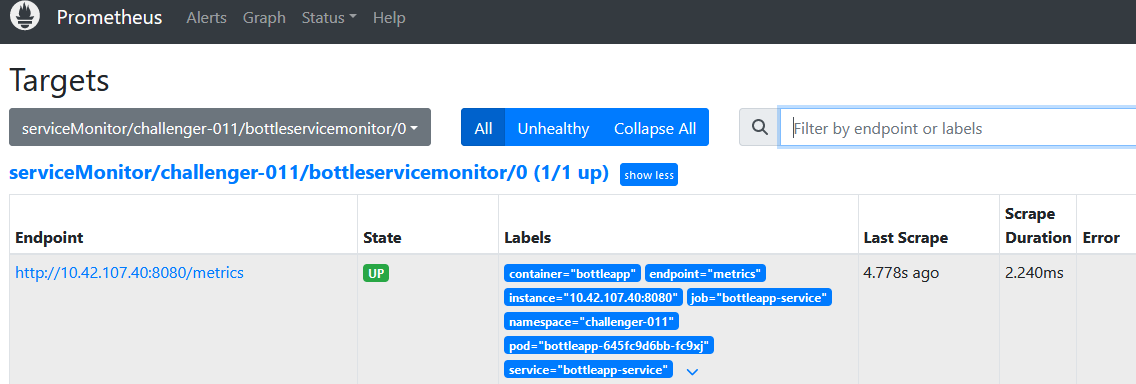 Prometheus Alerts Graph Status Help
Targets
serviceMonitor/challenger-011/bottleservicemonitor/0 All Unhealthy Collapse All Filter by endpoint or labels
serviceMonitor/challenger-011/bottleservicemonitor/0 (1/1 up) show less
Endpoint State Labels Last Scrape Scrape Duration Error
http://10.42.107.40:8080/metrics UP container="bottleapp" endpoint="metrics" 4.778s ago 2.240ms
instance="10.42.107.40:8080" job="bottleapp-service"
namespace="challenger-011"
pod="bottleapp-645fc9d6bb-fc9xj"
service="bottleapp-service"